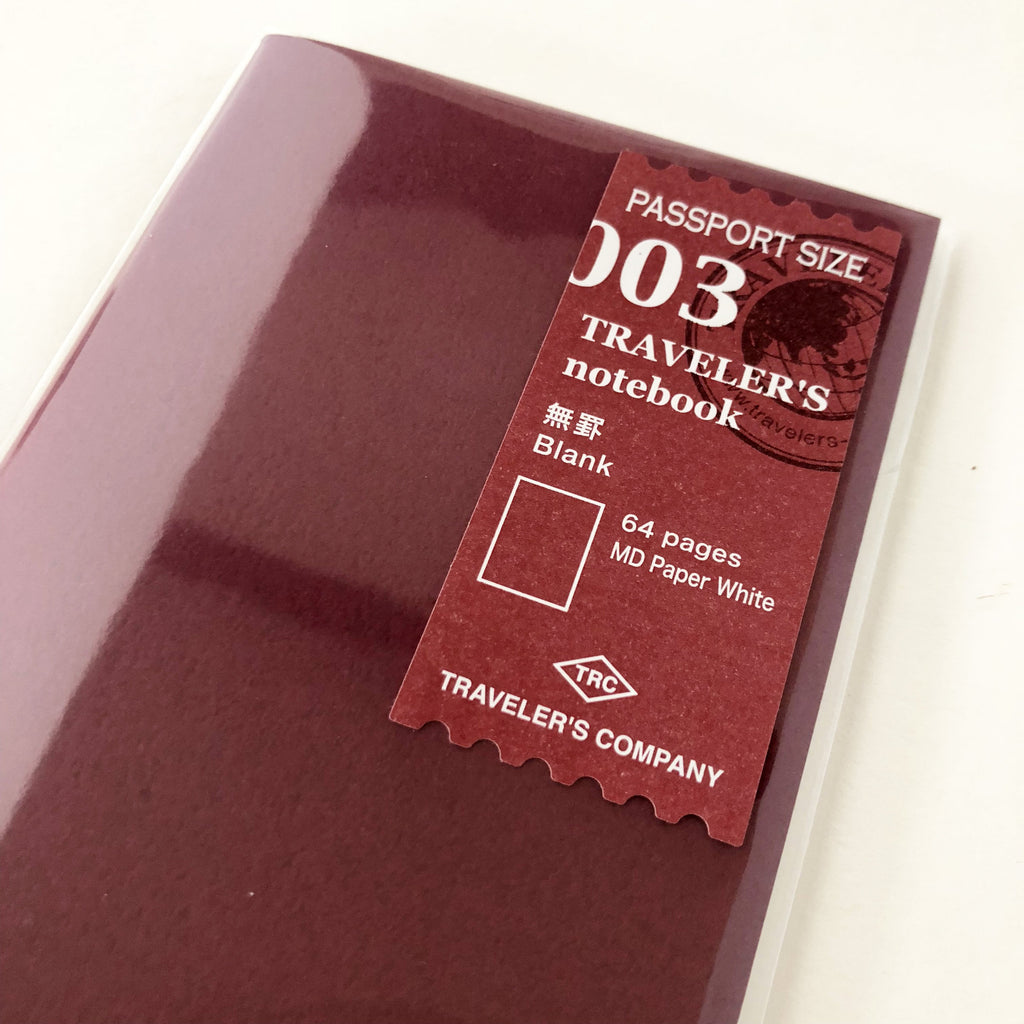 PASSPORT SIZE
003
TRAVELER'S
notebook
無罫
Blank
64 pages
MD Paper White
TRC
TRAVELER'S COMPANY